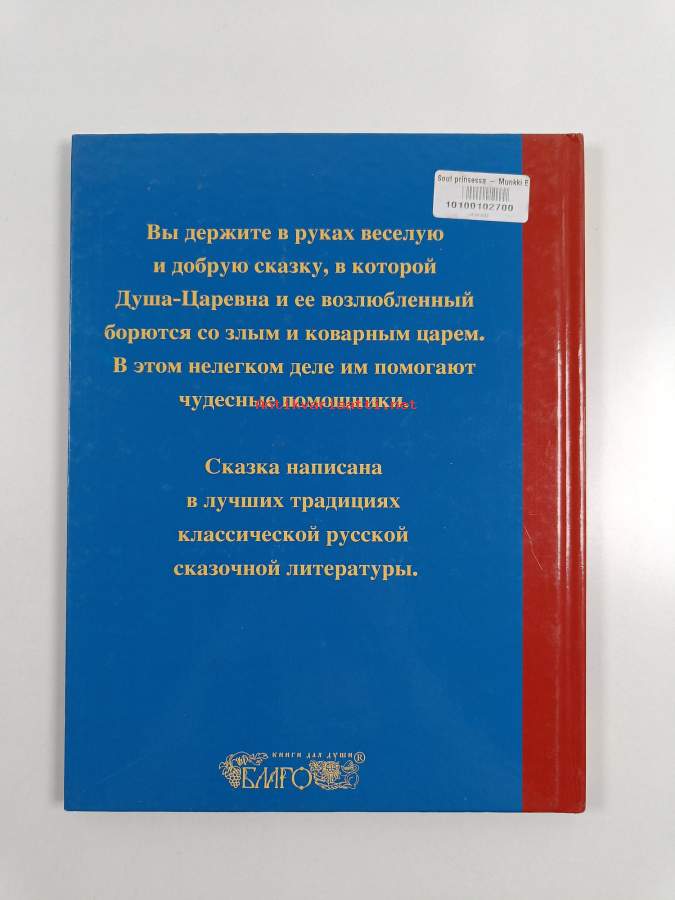 Soul prinsessa — Munkki E
10100102700
Вы держите в руках веселую
и добрую сказку, в которой
Душа-Царевна и ее возлюбленный
борются со злым и коварным царем.
В этом нелегком деле им помогают
чудесные помощники.
Antikvariaatti.net
Сказка написана
в лучших традициях
классической русской
сказочной литературы.
КНИГИ ДЛЯ ДУШИ
БЛАГО ®